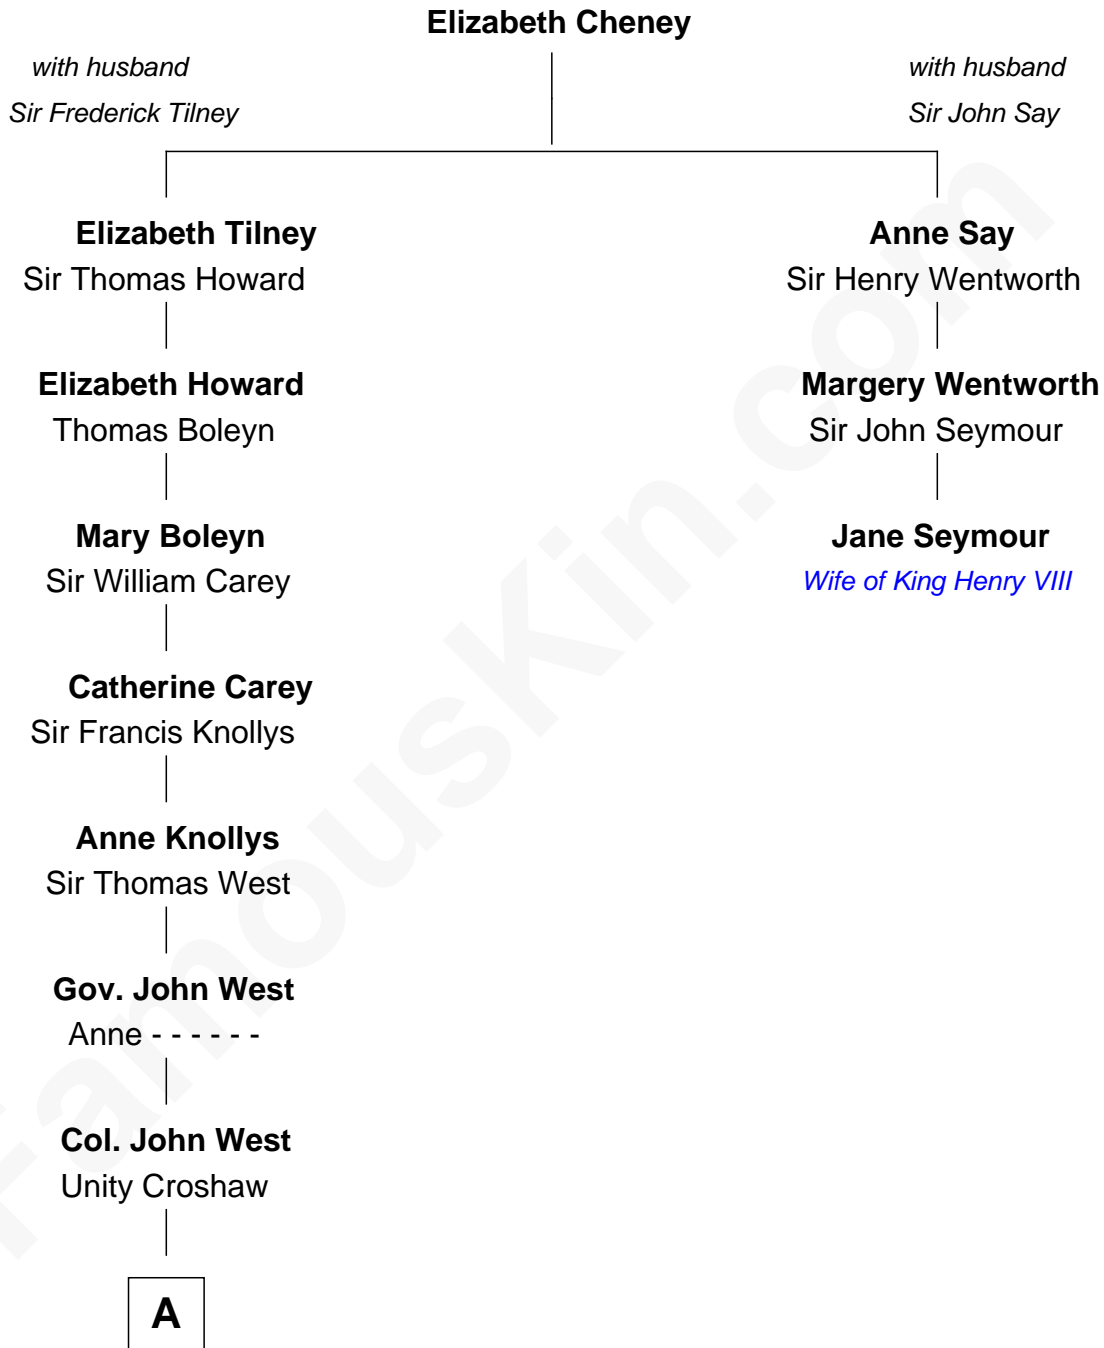 Elizabeth Cheney
with husband
Sir Frederick Tilney
with husband
Sir John Say
Elizabeth Tilney
Sir Thomas Howard
Anne Say
Sir Henry Wentworth
Elizabeth Howard
Thomas Boleyn
Margery Wentworth
Sir John Seymour
Mary Boleyn
Sir William Carey
Jane Seymour
Wife of King Henry VIII
Catherine Carey
Sir Francis Knollys
Anne Knollys
Sir Thomas West
Gov. John West
Anne - - - - - -
Col. John West
Unity Croshaw
A
FamousKin.com